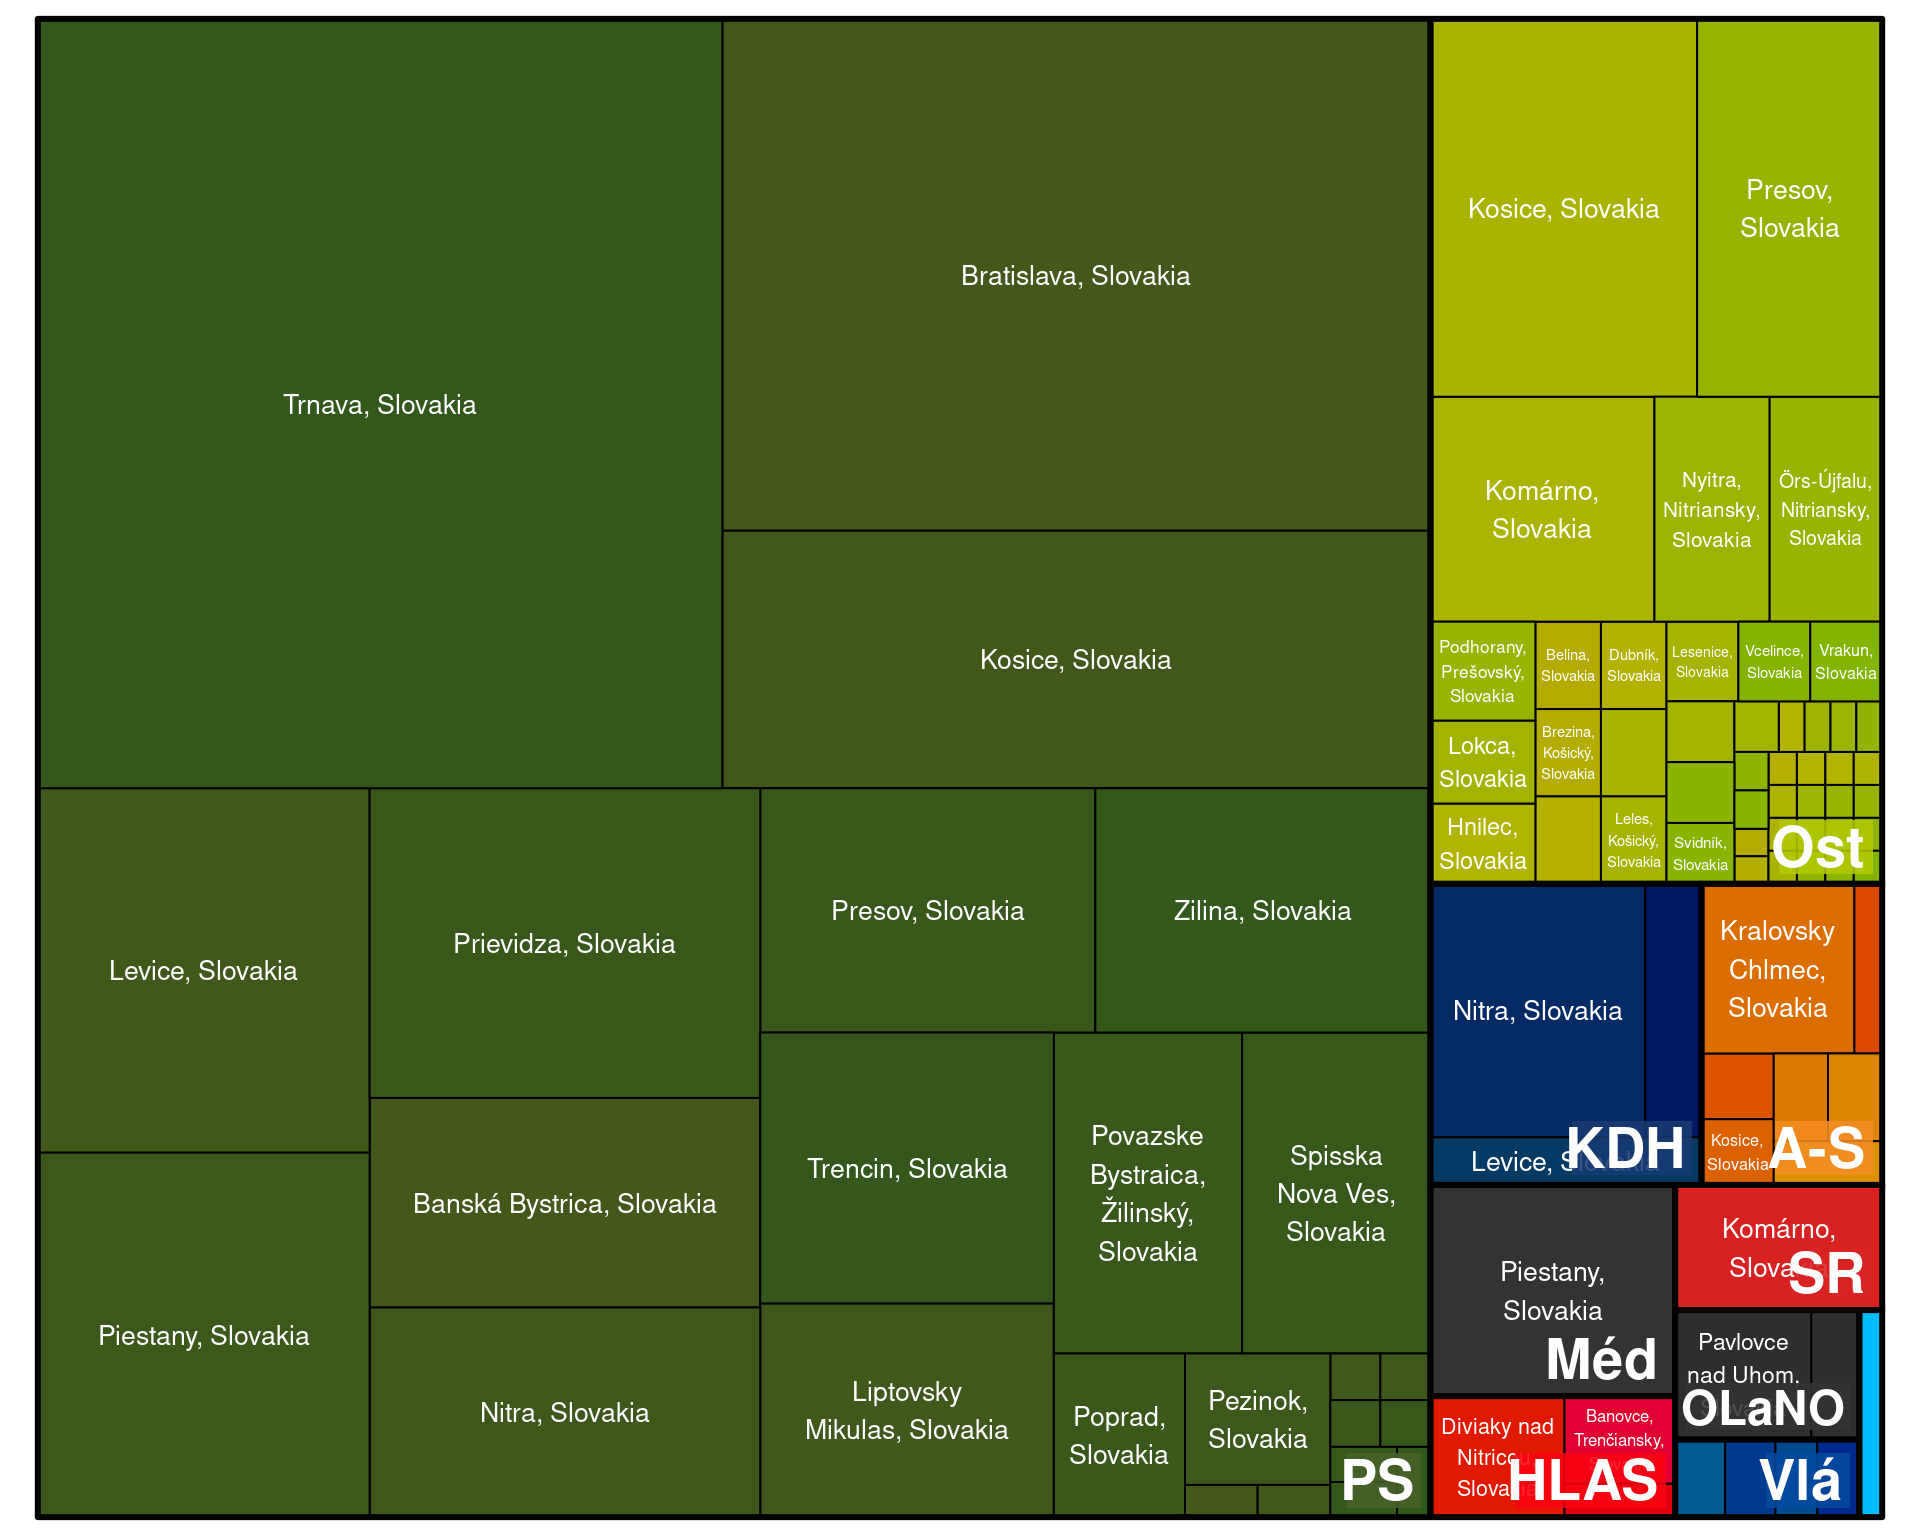 Trnava, Slovakia
Bratislava, Slovakia
Kosice, Slovakia
Levice, Slovakia
Piestany, Slovakia
Prievidza, Slovakia
Banská Bystrica, Slovakia
Nitra, Slovakia
Presov, Slovakia
Zilina, Slovakia
Trencin, Slovakia
Liptovsky
Mikulas, Slovakia
Povazske
Bystraica,
Žilinský,
Slovakia
Spisska
Nova Ves,
Slovakia
Poprad,
Slovakia
Pezinok,
Slovakia
PS
Kosice, Slovakia
Presov,
Slovakia
Komárno,
Slovakia
Nyitra,
Nitriansky,
Slovakia
Örs-Újfalu,
Nitriansky,
Slovakia
Podhorany,
Prešovský,
Slovakia
Lokca,
Slovakia
Hnilec,
Slovakia
Belina,
Slovakia
Dubník,
Slovakia
Brezina,
Košický,
Slovakia
Leles,
Košický,
Slovakia
Lesenice,
Slovakia
Vcelince,
Slovakia
Vrakun,
Slovakia
Svidník,
Slovakia
Ost
Nitra, Slovakia
Levice, Slovakia
KDH
Kralovsky
Chlmec,
Slovakia
Kosice,
Slovakia
A-S
Piestany,
Slovakia
Méd
Komárno,
Slovakia
SR
Pavlovce
nad Uhom,
OLaNO
Diviaky nad
Nitricou,
Slovakia
Banovce,
Trenčiansky,
HLAS
Vlá